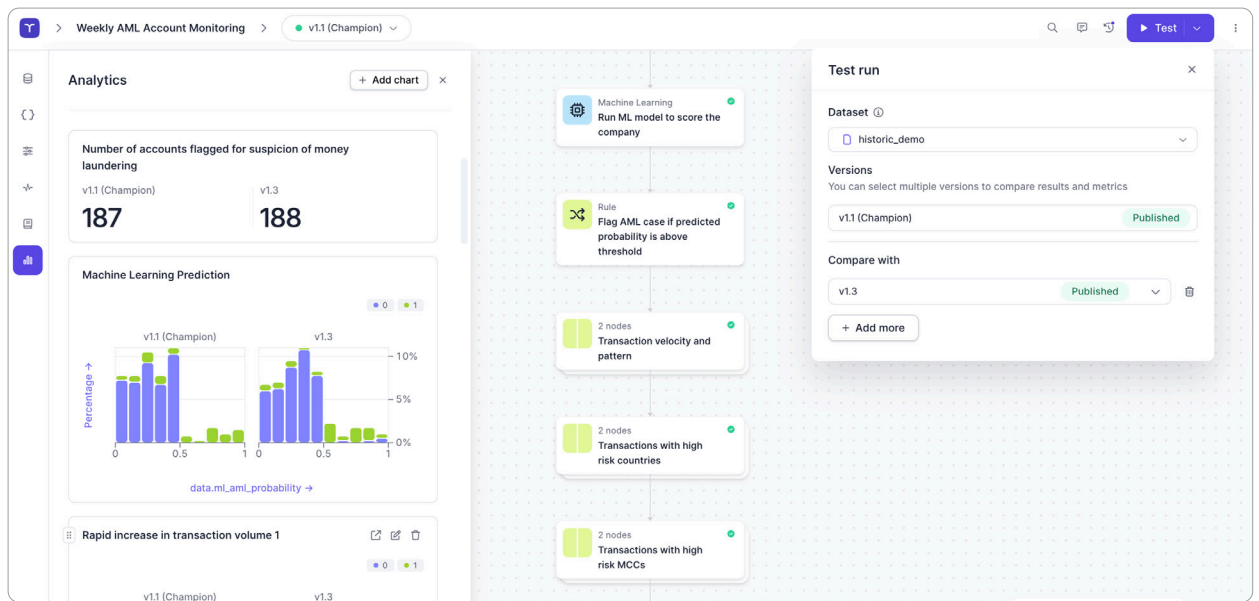 Weekly AML Account Monitoring
v1.1 (Champion)
Test
Analytics
+ Add chart
Number of accounts flagged for suspicion of money
laundering
v1.1 (Champion)
v1.3
187
188
Machine Learning Prediction
0
1
v1.1 (Champion)
v1.3
Percentage →
10%
5%
0%
0
0.5
1
0
0.5
1
data.ml_aml_probability →
Rapid increase in transaction volume 1
0
1
v1.1 (Champion)
v1.3
Machine Learning
Run ML model to score the
company
Rule
Flag AML case if predicted
probability is above
threshold
2 nodes
Transaction velocity and
pattern
2 nodes
Transactions with high
risk countries
2 nodes
Transactions with high
risk MCCs
Test run
Dataset
historic_demo
Versions
You can select multiple versions to compare results and metrics
v1.1 (Champion)
Published
Compare with
v1.3
Published
+ Add more